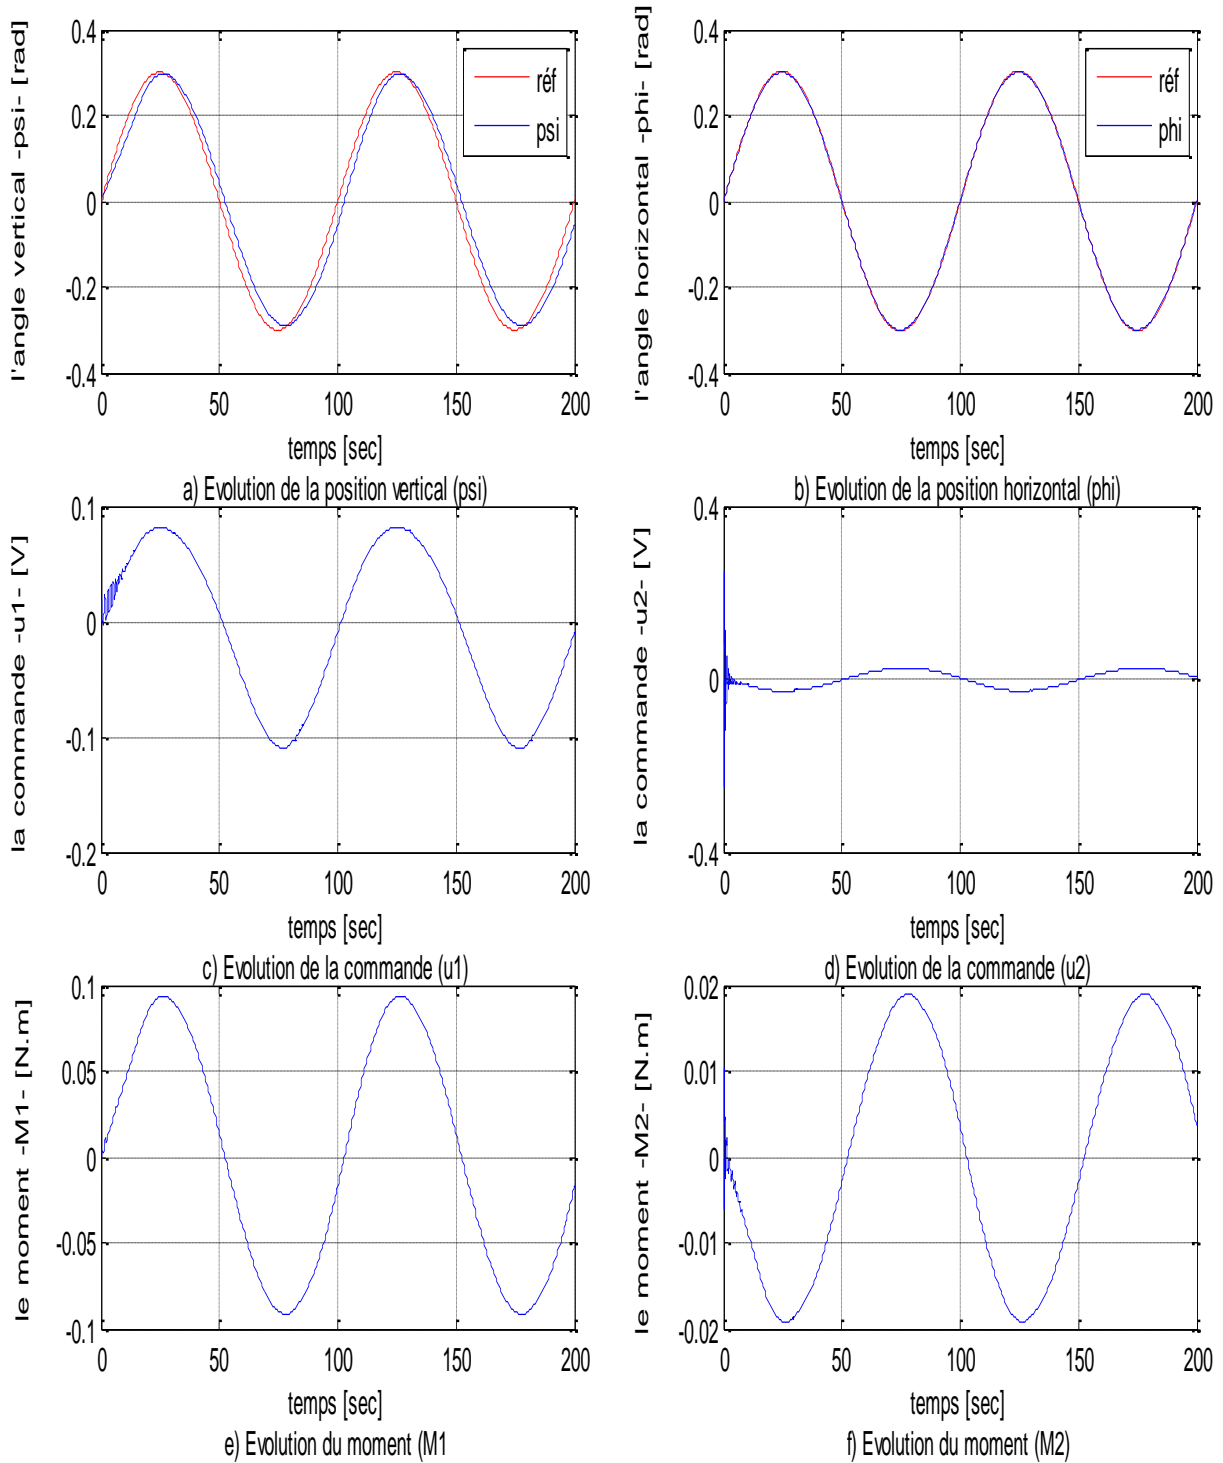 l'angle vertical -psi- [rad]
0.4
0.2
0
-0.2
-0.4
réf
psi
0 50 100 150 200
temps [sec]
a) Evolution de la position vertical (psi)
l'angle horizontal -phi- [rad]
0.4
0.2
0
-0.2
-0.4
réf
phi
0 50 100 150 200
temps [sec]
b) Evolution de la position horizontal (phi)
la commande -u1- [V]
0.1
0
-0.1
-0.2
0 50 100 150 200
temps [sec]
c) Evolution de la commande (u1)
la commande -u2- [V]
0.4
0
-0.4
0 50 100 150 200
temps [sec]
d) Evolution de la commande (u2)
le moment -M1- [N.m]
0.1
0.05
0
-0.05
-0.1
0 50 100 150 200
temps [sec]
e) Evolution du moment (M1
le moment -M2- [N.m]
0.02
0.01
0
-0.01
-0.02
0 50 100 150 200
temps [sec]
f) Evolution du moment (M2)